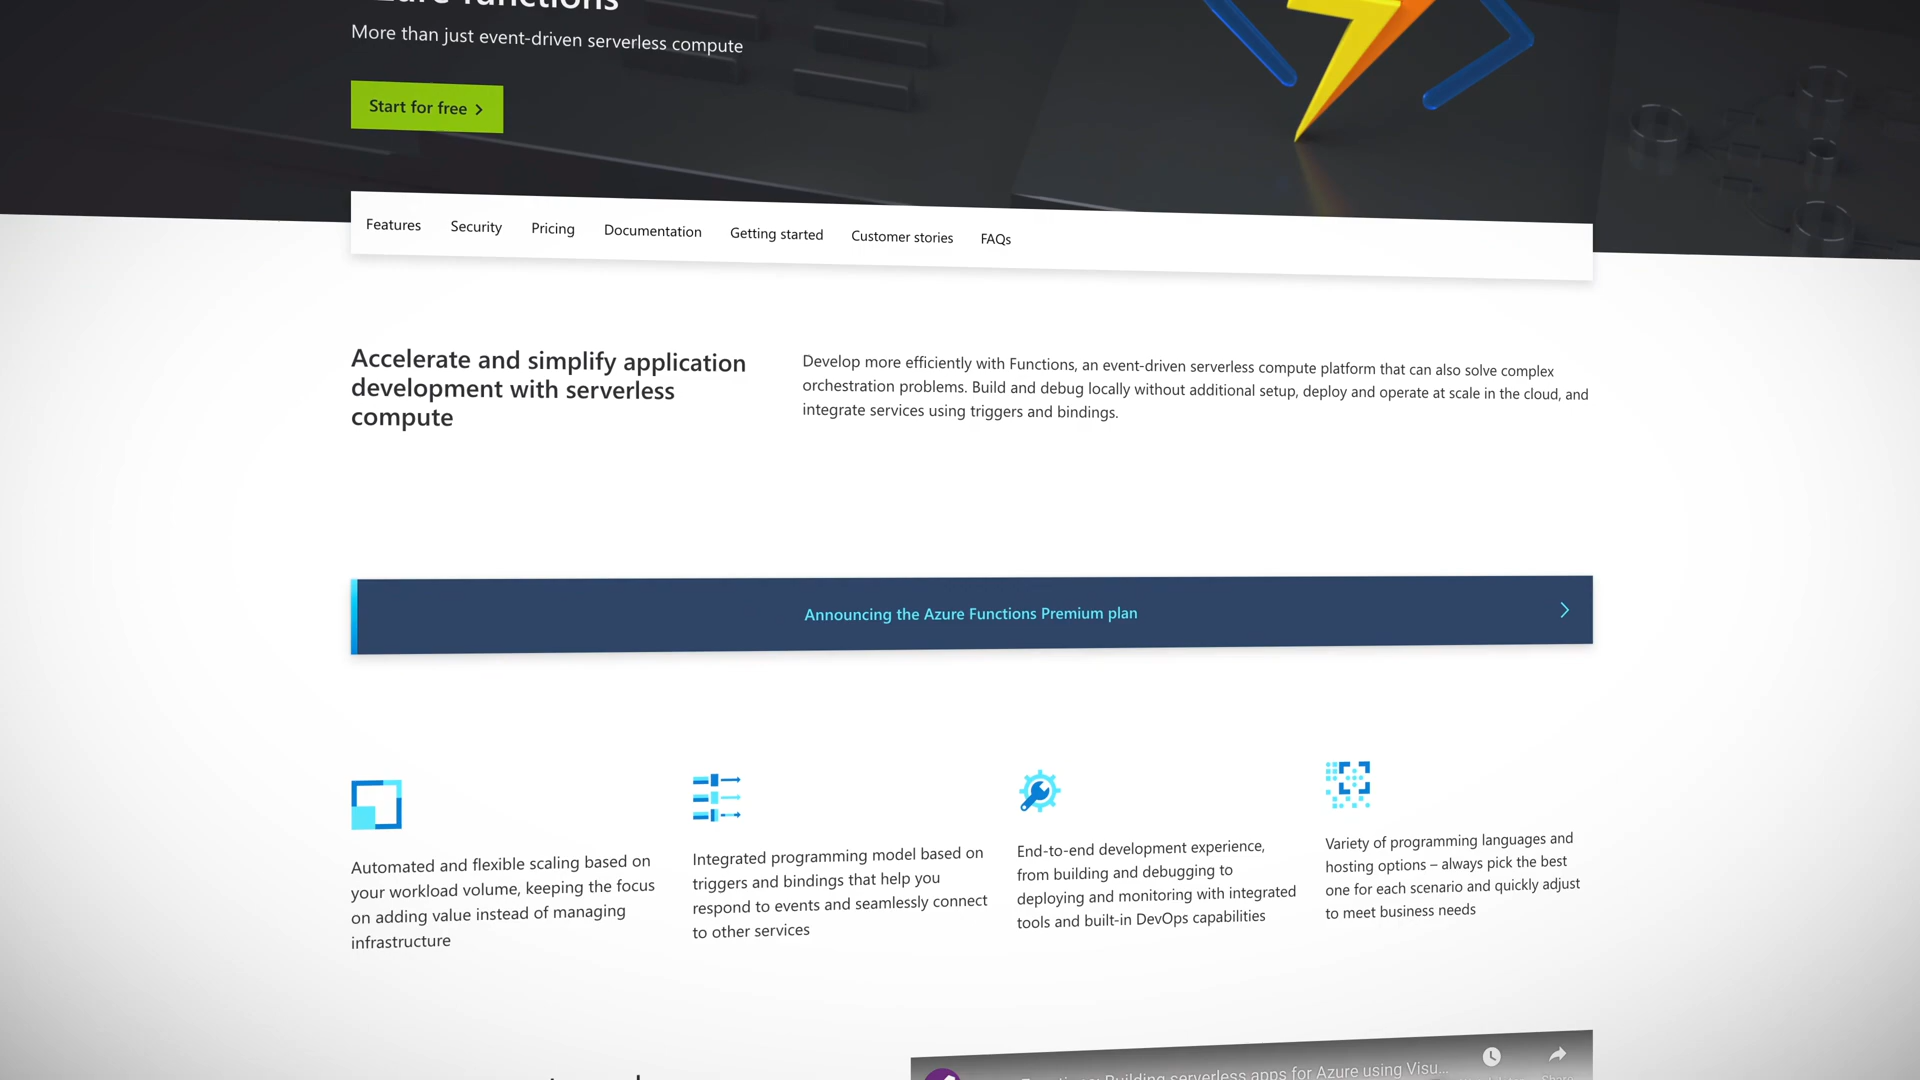 Azure functions
More than just event-driven serverless compute
Start for free
Features Security Pricing Documentation Getting started Customer stories FAQs
Accelerate and simplify application
development with serverless
compute
Develop more efficiently with Functions, an event-driven serverless compute platform that can also solve complex
orchestration problems. Build and debug locally without additional setup, deploy and operate at scale in the cloud, and
integrate services using triggers and bindings.
Announcing the Azure Functions Premium plan
Automated and flexible scaling based on
your workload volume, keeping the focus
on adding value instead of managing
infrastructure
Integrated programming model based on
triggers and bindings that help you
respond to events and seamlessly connect
to other services
End-to-end development experience,
from building and debugging to
deploying and monitoring with integrated
tools and built-in DevOps capabilities
Variety of programming languages and
hosting options – always pick the best
one for each scenario and quickly adjust
to meet business needs
Functions: Building serverless apps for Azure using Visu...
Share